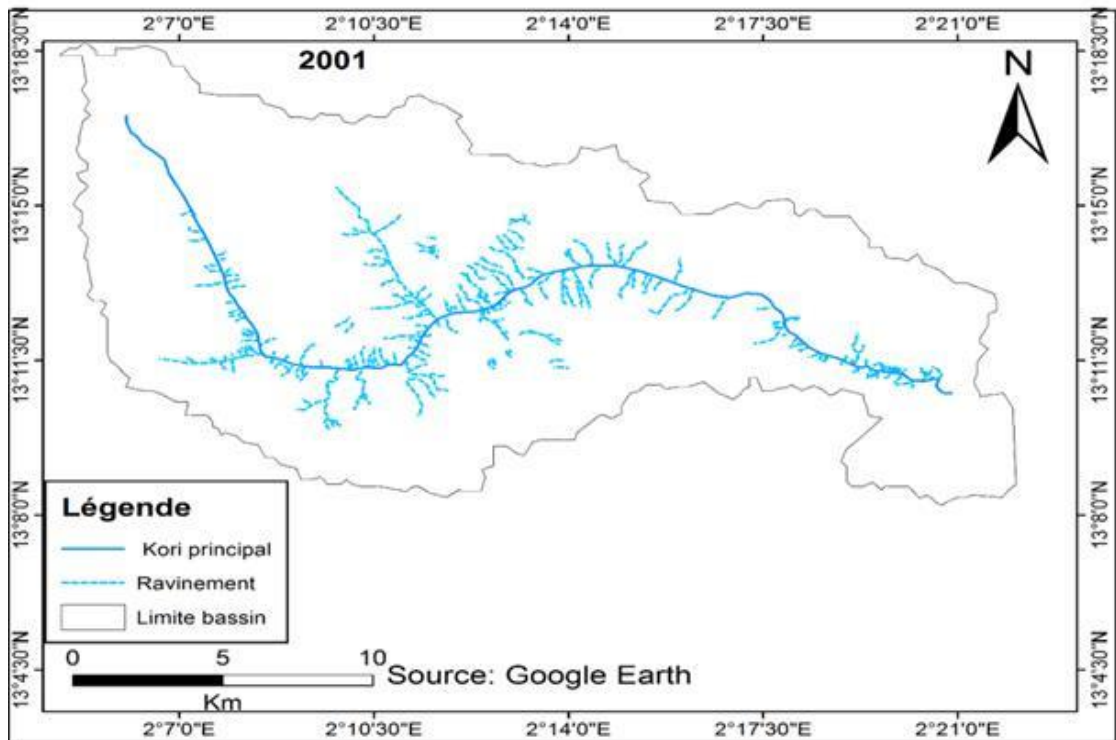 2°7'0"E 2°10'30"E 2°14'0"E 2°17'30"E 2°21'0"E
2001
N
13°18'30"N 13°18'30"N
13°15'0"N 13°15'0"N
13°11'30"N 13°11'30"N
13°8'0"N 13°8'0"N
13°4'30"N 13°4'30"N
Légende
Kori principal
Ravinement
Limite bassin
0 5 10
Km
Source: Google Earth
2°7'0"E 2°10'30"E 2°14'0"E 2°17'30"E 2°21'0"E